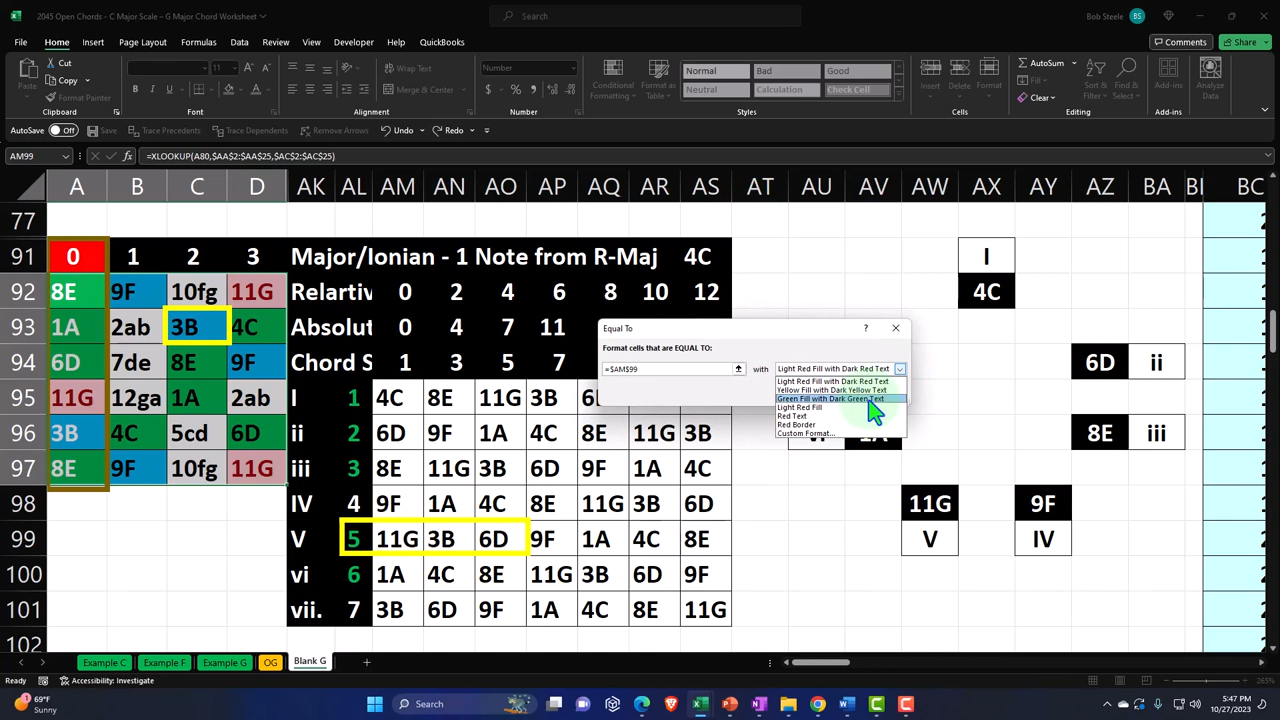 2045 Open Chords - C Major Scale – G Major Chord Worksheet
Search
Bob Steele BS
File Home Insert Draw Page Layout Formulas Data Review View Developer Help QuickBooks
Comments Share
Cut
Copy
Format Painter
Paste
Clipboard
11
Font
Wrap Text
Merge & Center
Alignment
Number
Number
Conditional Formatting
Format as Table
Normal Bad Good
Neutral Calculation Check Cell
Styles
Insert Delete Format
Cells
AutoSum
Fill
Clear
Sort & Filter
Find & Select
Editing
Add-ins
Add-ins
Analyze Data
AutoSave Off Save Trace Precedents Trace Dependents Remove Arrows Undo Redo
AM99 fx =XLOOKUP(A80,$AA$2:$AA$25,$AC$2:$AC$25)
A B C D AK AL AM AN AO AP AQ AR AS AT AU AV AW AX AY AZ BA BC
77
91 0 1 2 3 Major/Ionian - 1 Note from R-Maj 4C I
92 8E 9F 10fg 11G Relartiv 0 2 4 6 8 10 12 4C
93 1A 2ab 3B 4C Absolut 0 4 7 11
94 6D 7de 8E 9F Chord S 1 3 5 7 6D ii
95 11G 12ga 1A 2ab I 1 4C 8E 11G 3B
96 3B 4C 5cd 6D ii 2 6D 9F 1A 4C 8E 11G 3B 1A 8E iii
97 8E 9F 10fg 11G iii 3 8E 11G 3B 6D 9F 1A 4C
98 IV 4 9F 1A 4C 8E 11G 3B 6D 11G 9F
99 V 5 11G 3B 6D 9F 1A 4C 8E V IV
100 vi 6 1A 4C 8E 11G 3B 6D 9F
101 vii. 7 3B 6D 9F 1A 4C 8E 11G
102
Equal To ?
Format cells that are EQUAL TO:
=$AM$99 with Light Red Fill with Dark Red Text
Light Red Fill with Dark Red Text
Yellow Fill with Dark Yellow Text
Green Fill with Dark Green Text
Light Red Fill
Red Text
Red Border
Custom Format...
Example C Example F Example G OG Blank G
Ready Accessibility: Investigate 265%
69°F
Sunny
Search
5:47 PM
10/27/2023